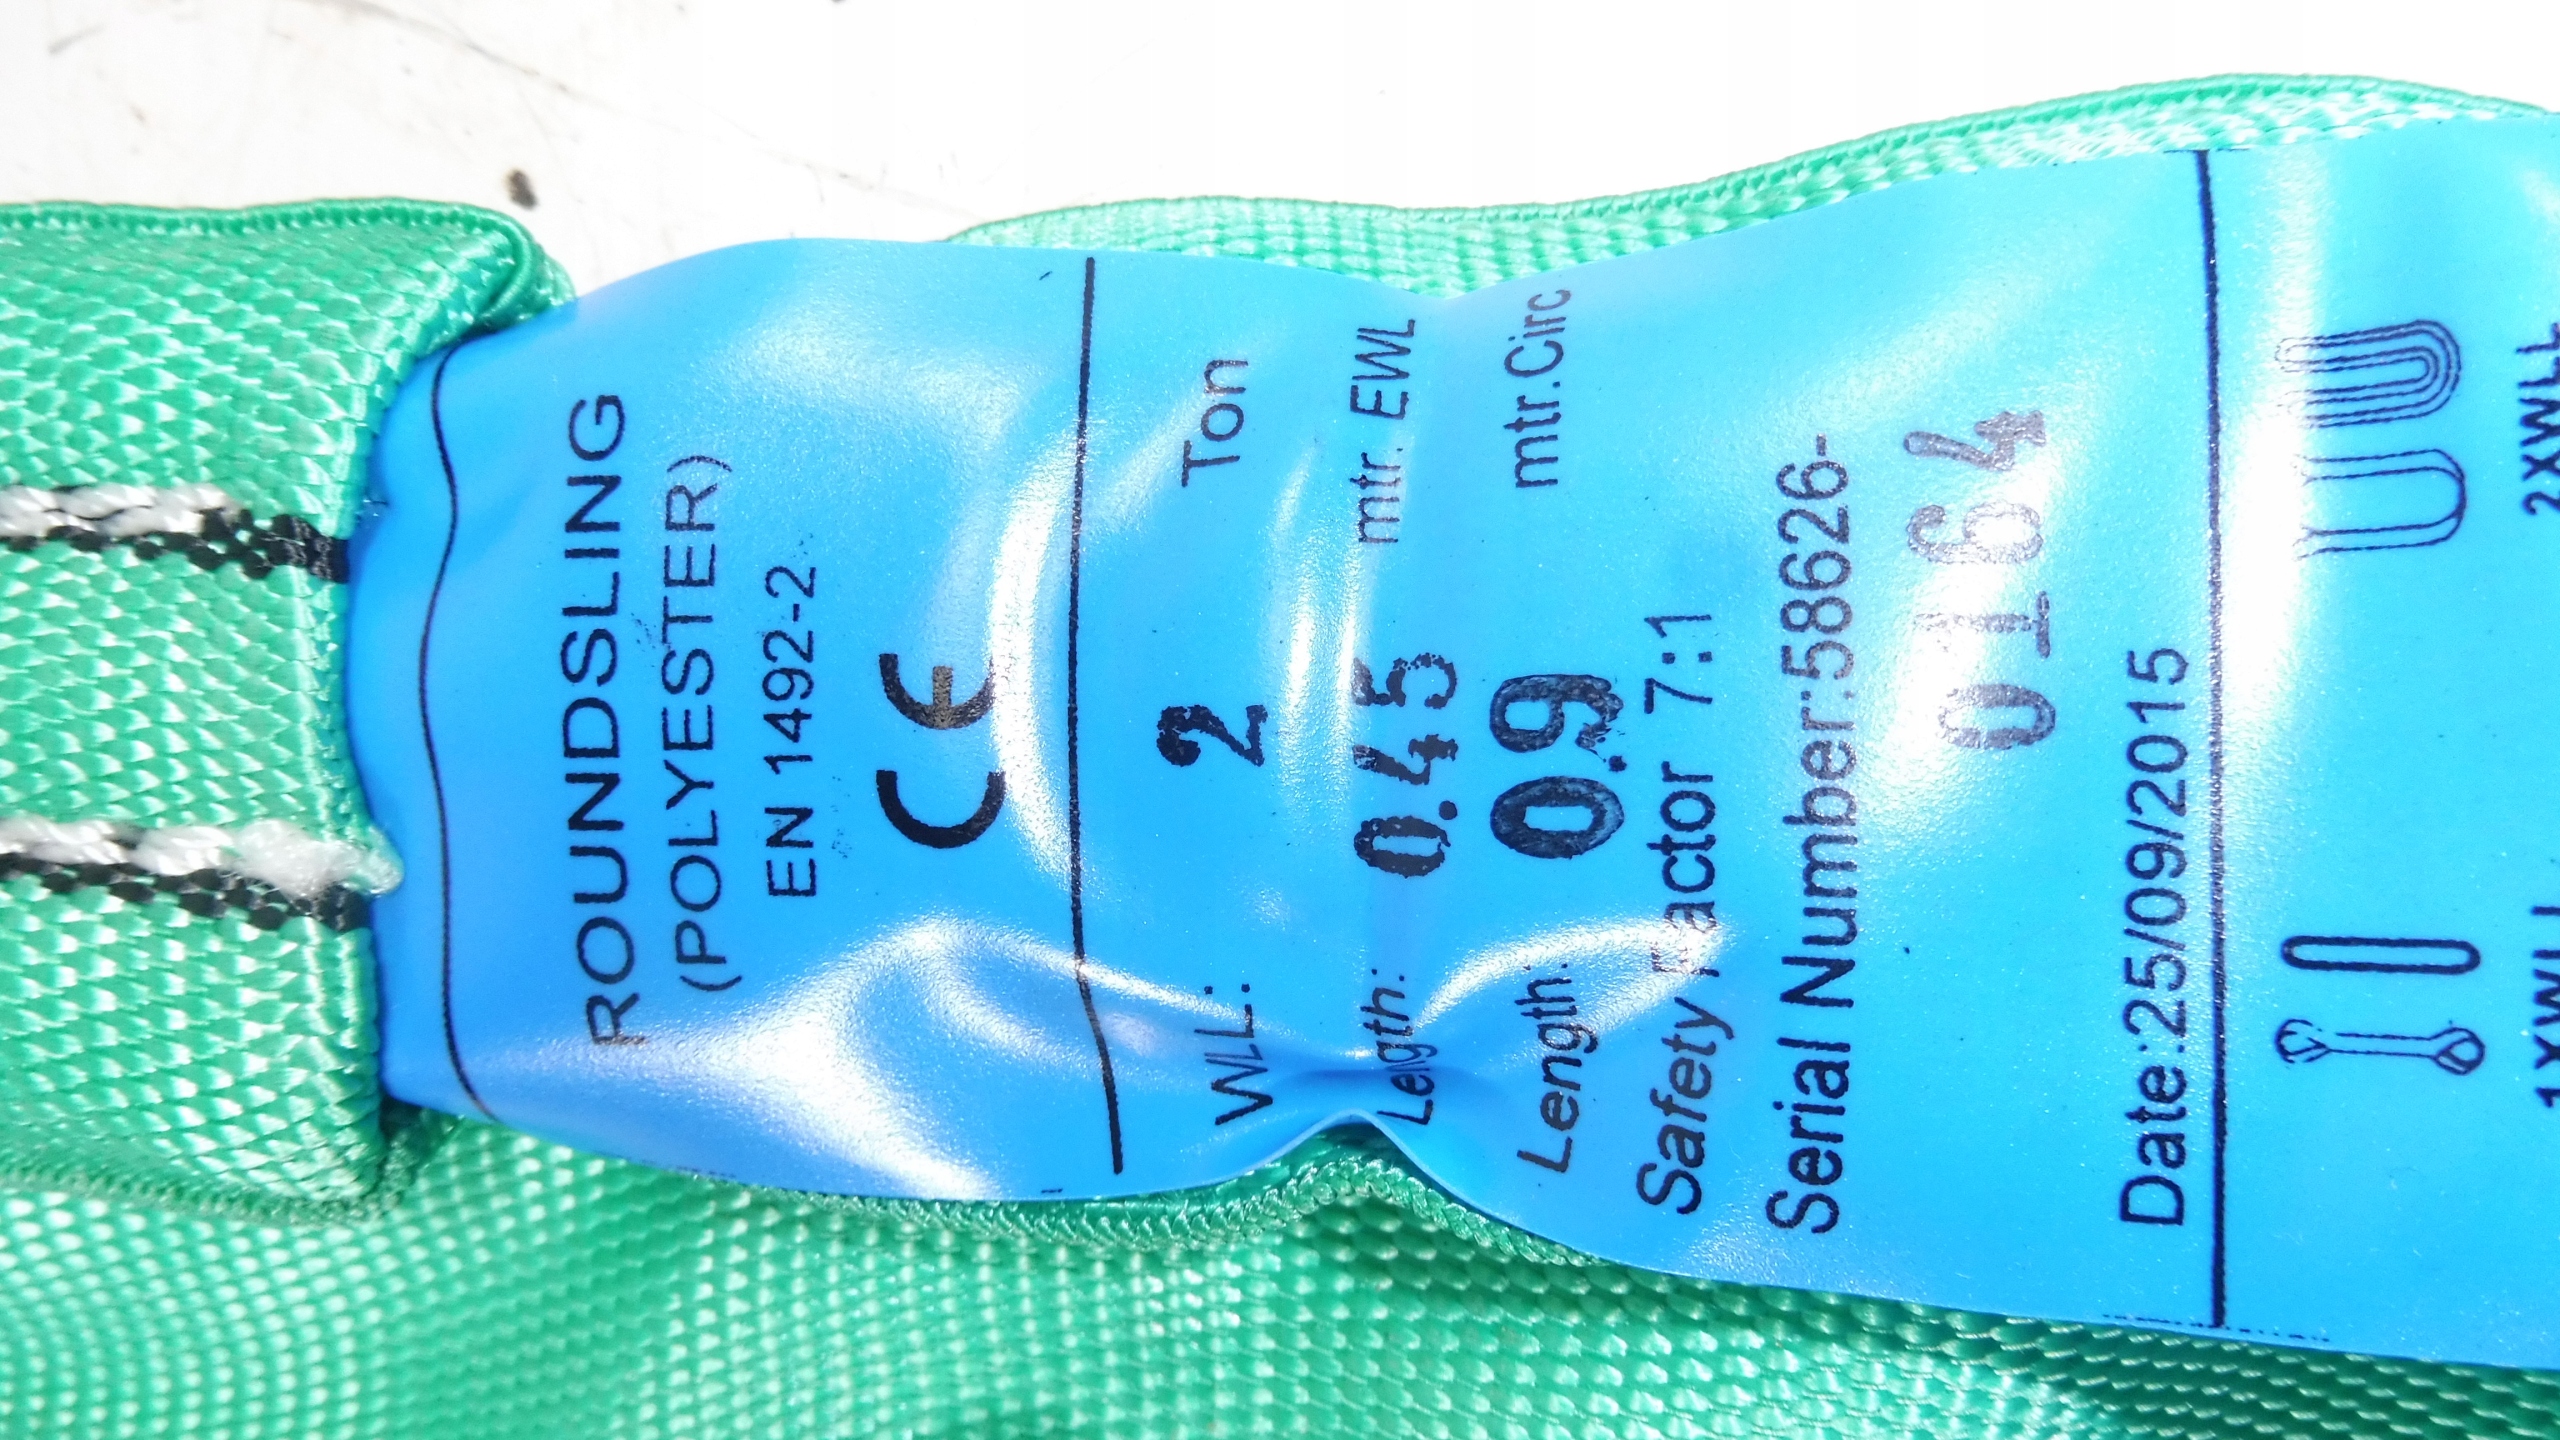 ROUNDSLING
(POLYESTER)
EN 1492-2
CE
WLL: 2 Ton
Length: 0.45 mtr. EWL
Length: 0.9 mtr.Circ
Safety Factor 7:1
Serial Number:58626-
0164
Date:25/09/2015
1XWLL 2XWLL